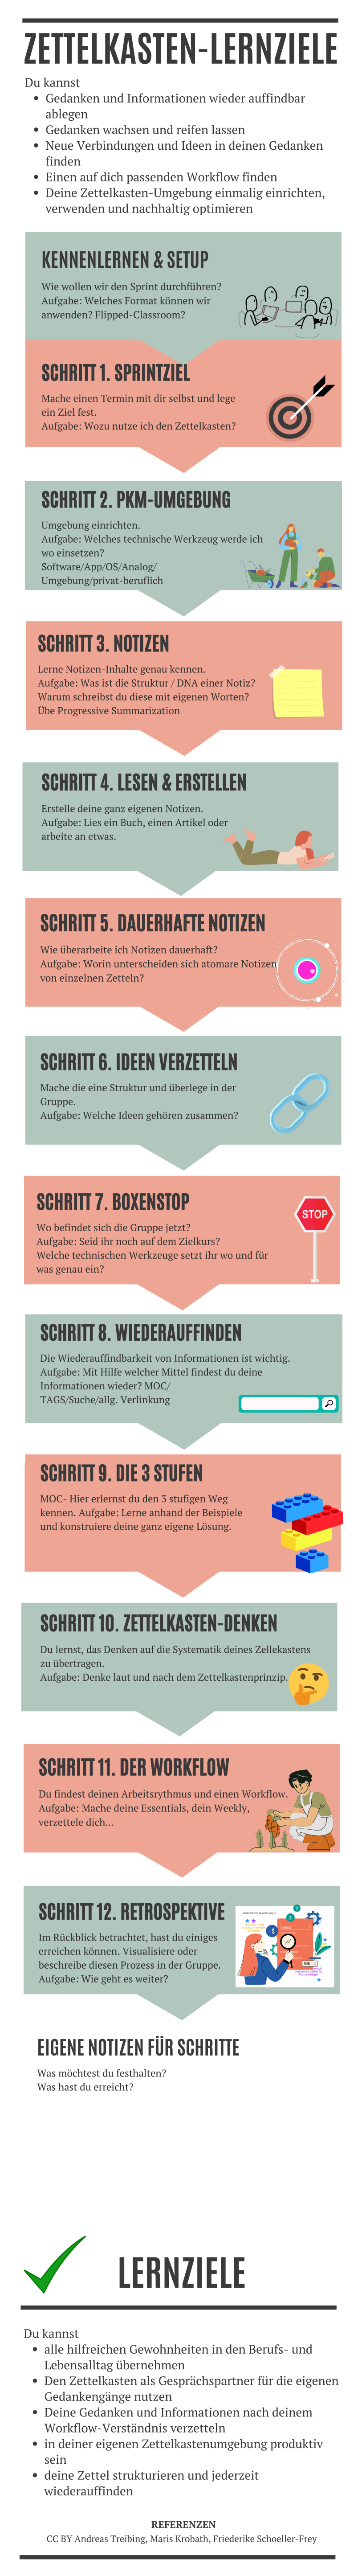 ZETTELKASTEN-LERNZIELE
Du kannst
• Gedanken und Informationen wieder auffindbar
ablegen
• Gedanken wachsen und reifen lassen
• Neue Verbindungen und Ideen in deinen Gedanken
finden
• Einen auf dich passenden Workflow finden
• Deine Zettelkasten-Umgebung einmalig einrichten,
verwenden und nachhaltig optimieren
KENNENLERNEN & SETUP
Wie wollen wir den Sprint durchführen?
Aufgabe: Welches Format können wir
anwenden? Flipped-Classroom?
SCHRITT 1. SPRINTZIEL
Mache einen Termin mit dir selbst und lege
ein Ziel fest.
Aufgabe: Wozu nutze ich den Zettelkasten?
SCHRITT 2. PKM-UMGEBUNG
Umgebung einrichten.
Aufgabe: Welches technische Werkzeug werde ich
wo einsetzen?
Software/App/OS/Analog/
Umgebung/privat-beruflich
SCHRITT 3. NOTIZEN
Lerne Notizen-Inhalte genau kennen.
Aufgabe: Was ist die Struktur / DNA einer Notiz?
Warum schreibst du diese mit eigenen Worten?
Übe Progressive Summarization
SCHRITT 4. LESEN & ERSTELLEN
Erstelle deine ganz eigenen Notizen.
Aufgabe: Lies ein Buch, einen Artikel oder
arbeite an etwas.
SCHRITT 5. DAUERHAFTE NOTIZEN
Wie überarbeite ich Notizen dauerhaft?
Aufgabe: Worin unterscheiden sich atomare Notizen
von einzelnen Zetteln?
SCHRITT 6. IDEEN VERZETTELN
Mache die eine Struktur und überlege in der
Gruppe.
Aufgabe: Welche Ideen gehören zusammen?
SCHRITT 7. BOXENSTOP
Wo befindet sich die Gruppe jetzt?
Aufgabe: Seid ihr noch auf dem Zielkurs?
Welche technischen Werkzeuge setzt ihr wo und für
was genau ein?
STOP
SCHRITT 8. WIEDERAUFFINDEN
Die Wiederauffindbarkeit von Informationen ist wichtig.
Aufgabe: Mit Hilfe welcher Mittel findest du deine
Informationen wieder? MOC/
TAGS/Suche/allg. Verlinkung
SCHRITT 9. DIE 3 STUFEN
MOC- Hier erlernst du den 3 stufigen Weg
kennen. Aufgabe: Lerne anhand der Beispiele
und konstruiere deine ganz eigene Lösung.
SCHRITT 10. ZETTELKASTEN-DENKEN
Du lernst, das Denken auf die Systematik deines Zellekastens
zu übertragen.
Aufgabe: Denke laut und nach dem Zettelkastenprinzip.
SCHRITT 11. DER WORKFLOW
Du findest deinen Arbeitsrythmus und einen Workflow.
Aufgabe: Mache deine Essentials, dein Weekly,
verzettele dich...
SCHRITT 12. RETROSPEKTIVE
Im Rückblick betrachtet, hast du einiges
erreichen können. Visualisiere oder
beschreibe diesen Prozess in der Gruppe.
Aufgabe: Wie geht es weiter?
EIGENE NOTIZEN FÜR SCHRITTE
Was möchtest du festhalten?
Was hast du erreicht?
LERNZIELE
Du kannst
• alle hilfreichen Gewohnheiten in den Berufs- und
Lebensalltag übernehmen
• Den Zettelkasten als Gesprächspartner für die eigenen
Gedankengänge nutzen
• Deine Gedanken und Informationen nach deinem
Workflow-Verständnis verzetteln
• in deiner eigenen Zettelkastenumgebung produktiv
sein
• deine Zettel strukturieren und jederzeit
wiederauffinden
REFERENZEN
CC BY Andreas Treibing, Maris Krobath, Friederike Schoeller-Frey